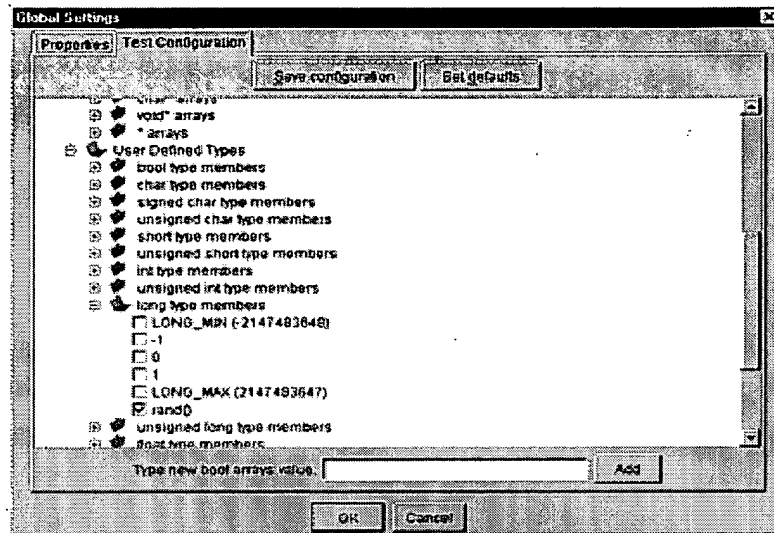 Global Settings
Properties Test Configuration
Save configuration Set defaults
char* arrays
void* arrays
* arrays
User Defined Types
bool type members
char type members
signed char type members
unsigned char type members
short type members
unsigned short type members
int type members
unsigned int type members
long type members
LONG_MIN (-2147483648)
-1
0
1
LONG_MAX (2147483647)
rand()
unsigned long type members
float type members
Type new bool arrays value: Add
OK Cancel